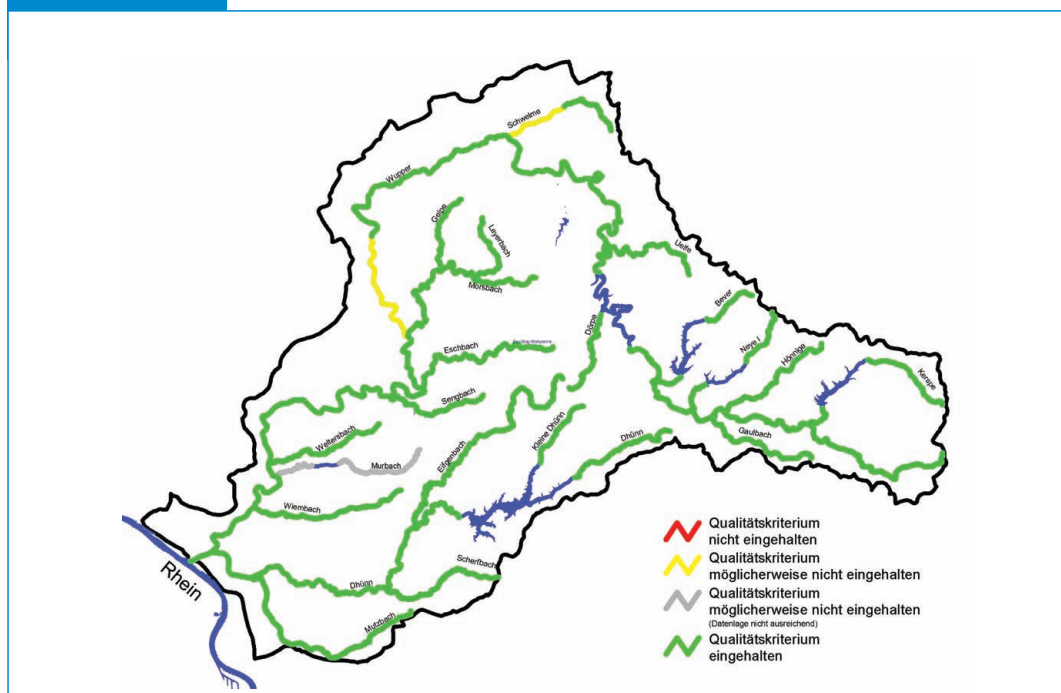 Schwelme
Wupper
Gelpe
Leyerbach
Morsbach
Uelfe
Bever
Neye I
Hönnige
Kerspe
Dörpe
Eschbach
Sengbach
Weltersbach
Murbach
Eifgenbach
Kleine Dhünn
Dhünn
Gaulbach
Wiembach
Scherfbach
Dhünn
Mutzbach
Rhein
Qualitätskriterium
nicht eingehalten
Qualitätskriterium
möglicherweise nicht eingehalten
Qualitätskriterium
möglicherweise nicht eingehalten
(Datenlage nicht ausreichend)
Qualitätskriterium
eingehalten